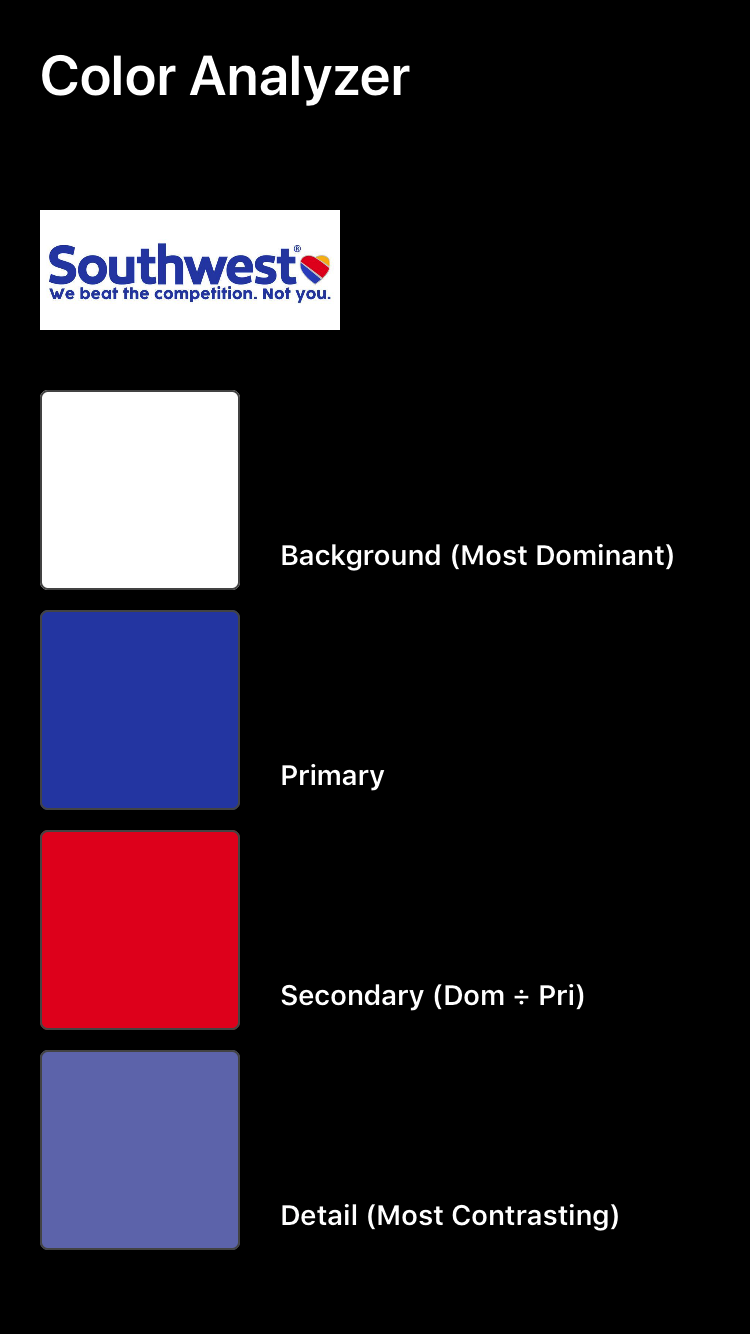 Color Analyzer
Southwest®
We beat the competition. Not you.
Background (Most Dominant)
Primary
Secondary (Dom ÷ Pri)
Detail (Most Contrasting)